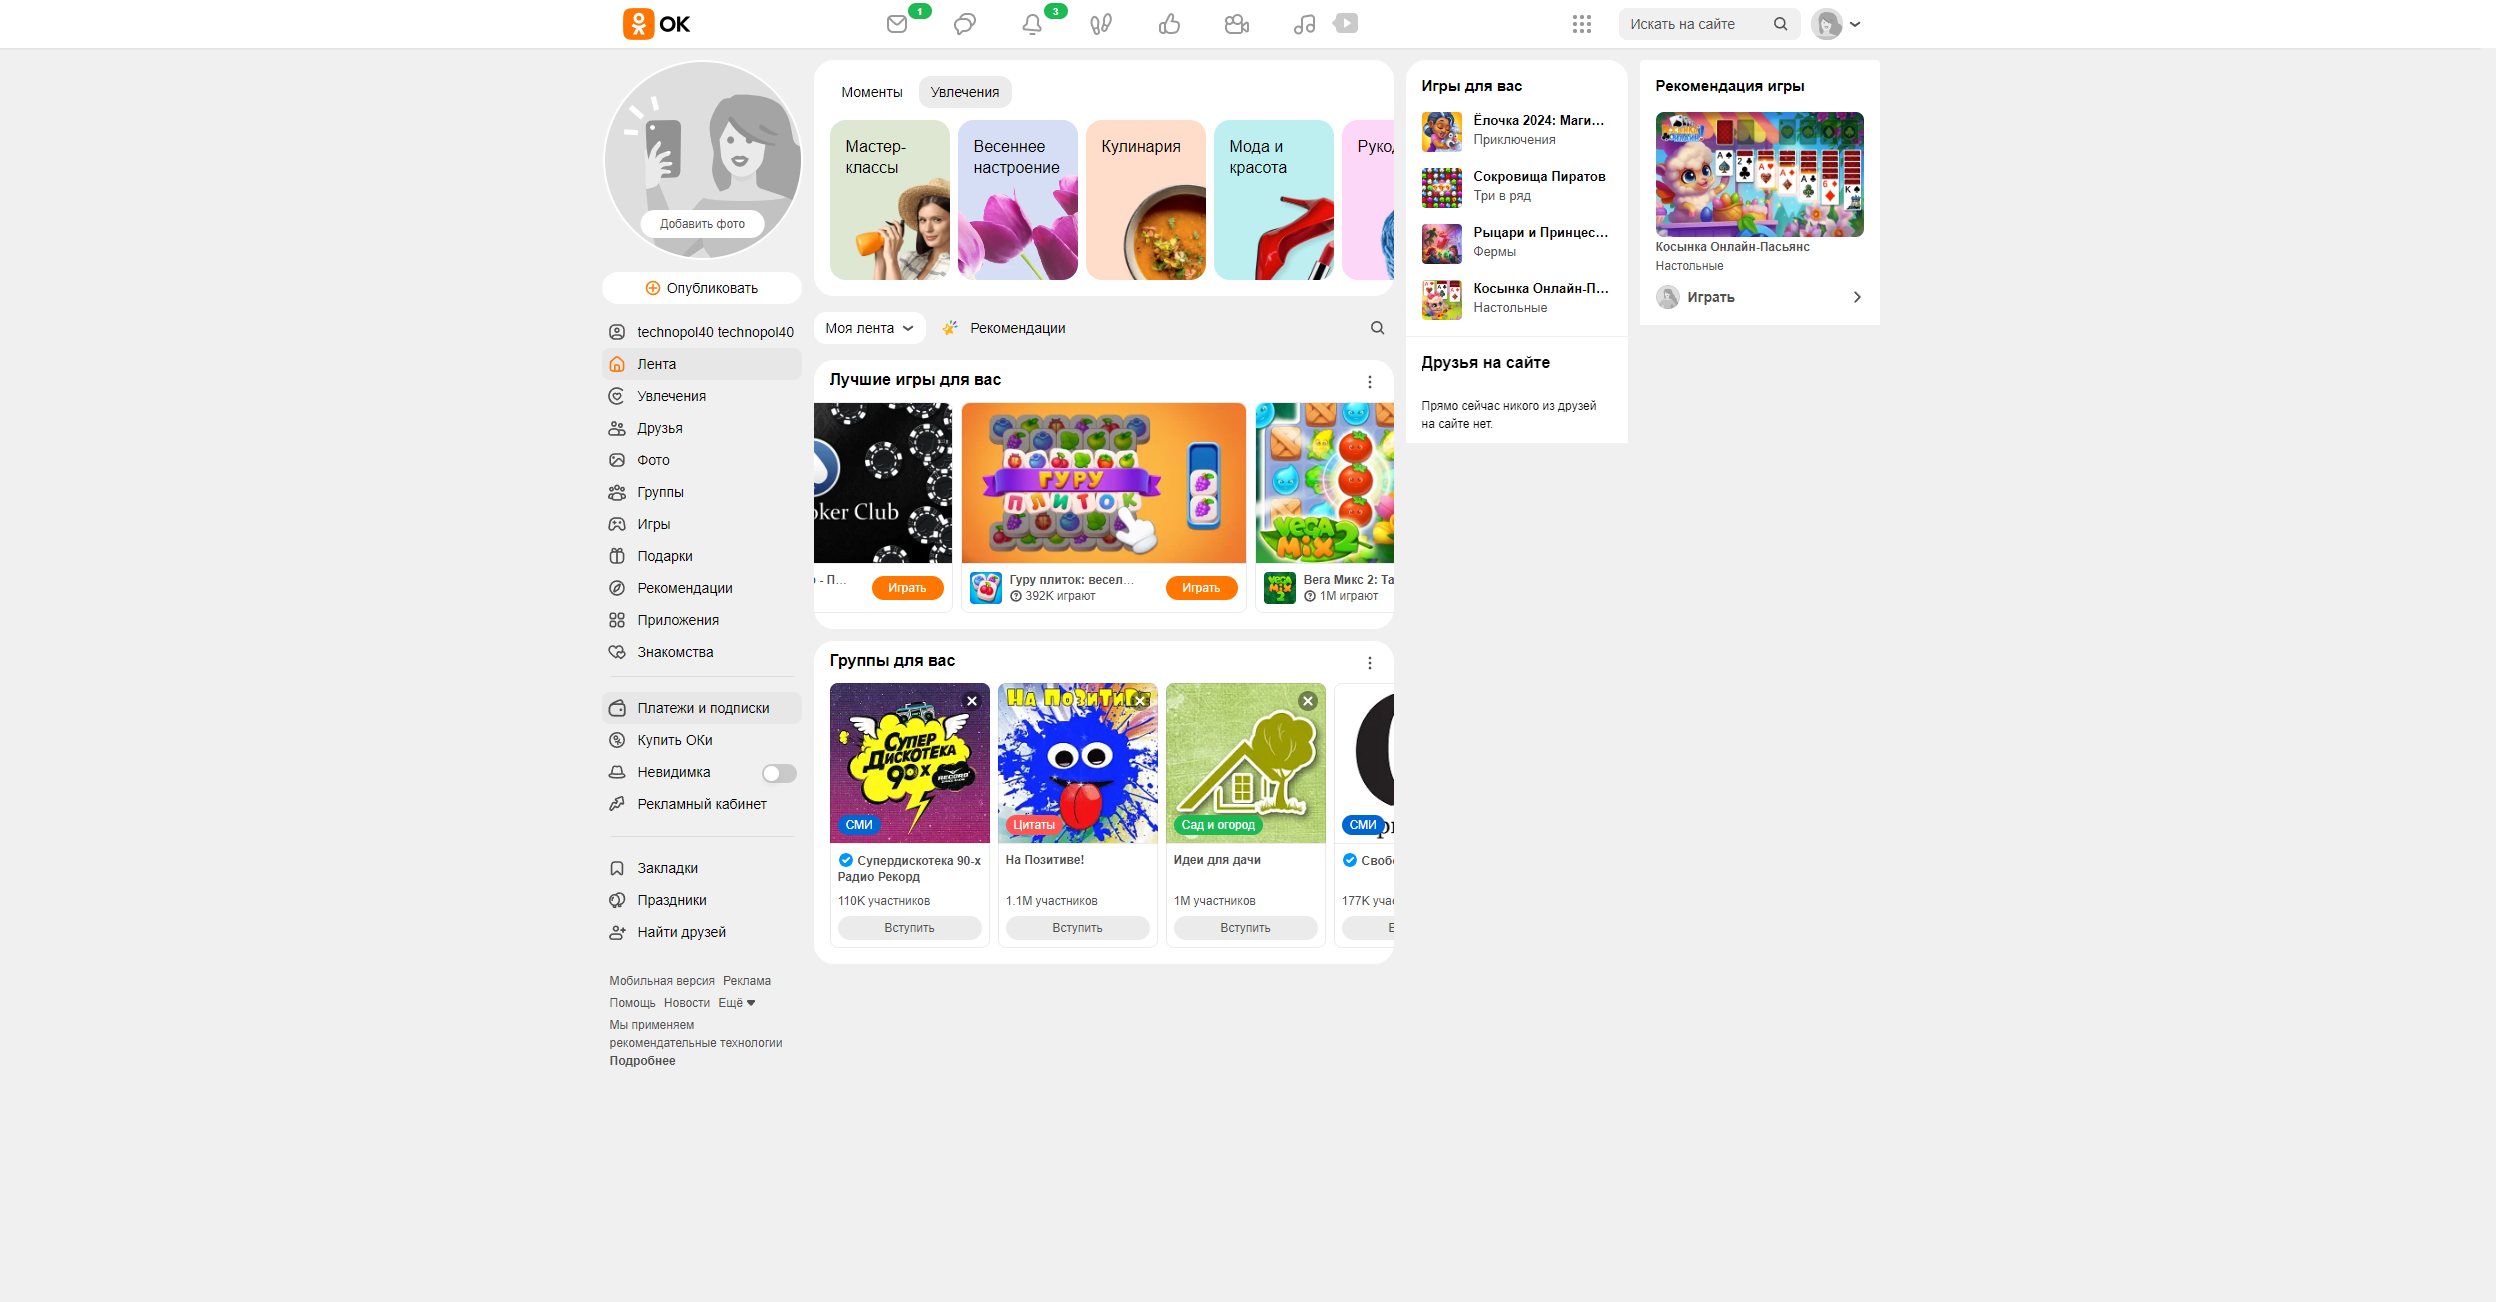 ОК
1
3
Искать на сайте
Добавить фото
Опубликовать
technopol40 technopol40
Лента
Увлечения
Друзья
Фото
Группы
Игры
Подарки
Рекомендации
Приложения
Знакомства
Платежи и подписки
Купить ОКи
Невидимка
Рекламный кабинет
Закладки
Праздники
Найти друзей
Мобильная версия Реклама
Помощь Новости Ещё
Мы применяем
рекомендательные технологии
Подробнее
Моменты
Увлечения
Мастер-
классы
Весеннее
настроение
Кулинария
Мода и
красота
Руко
Моя лента
Рекомендации
Лучшие игры для вас
oker Club
- П...
Играть
ГУРУ
ПЛИТОК
Гуру плиток: весел...
392K играют
Играть
VEGA
MIX 2
Вега Микс 2: Та
1M играют
Группы для вас
СУПЕР
ДИСКОТЕКА
90х
RECORD
СМИ
Супердискотека 90-х
Радио Рекорд
110K участников
Вступить
НА ПОЗИТИВЕ
Цитаты
На Позитиве!
1.1M участников
Вступить
Сад и огород
Идеи для дачи
1M участников
Вступить
СМИ
Своб
177K уча
Игры для вас
Ёлочка 2024: Маги...
Приключения
Сокровища Пиратов
Три в ряд
Рыцари и Принцес...
Фермы
Косынка Онлайн-П...
Настольные
Друзья на сайте
Прямо сейчас никого из друзей
на сайте нет.
Рекомендация игры
Косынка Онлайн-Пасьянс
Настольные
Играть